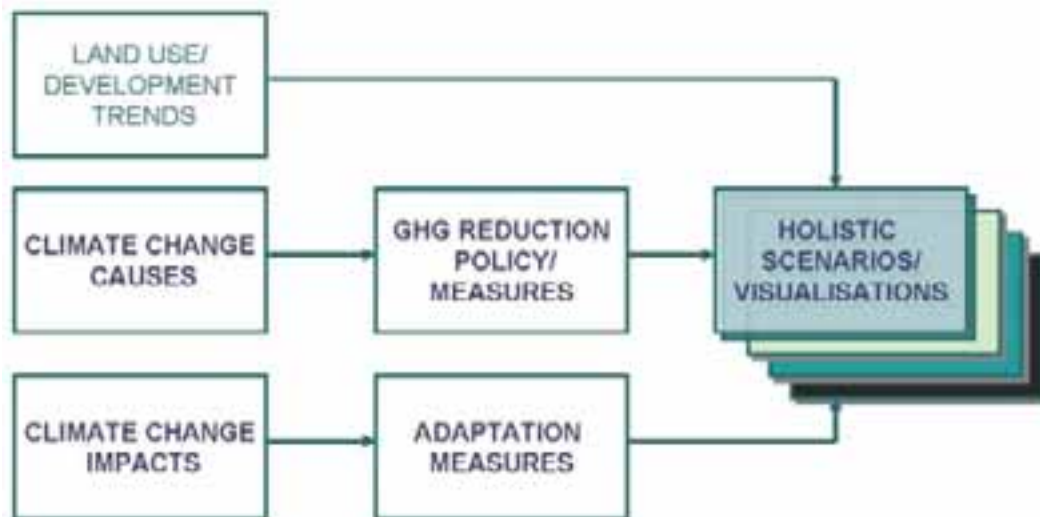 LAND USE/
DEVELOPMENT
TRENDS
CLIMATE CHANGE
CAUSES
GHG REDUCTION
POLICY/
MEASURES
HOLISTIC
SCENARIOS/
VISUALISATIONS
CLIMATE CHANGE
IMPACTS
ADAPTATION
MEASURES